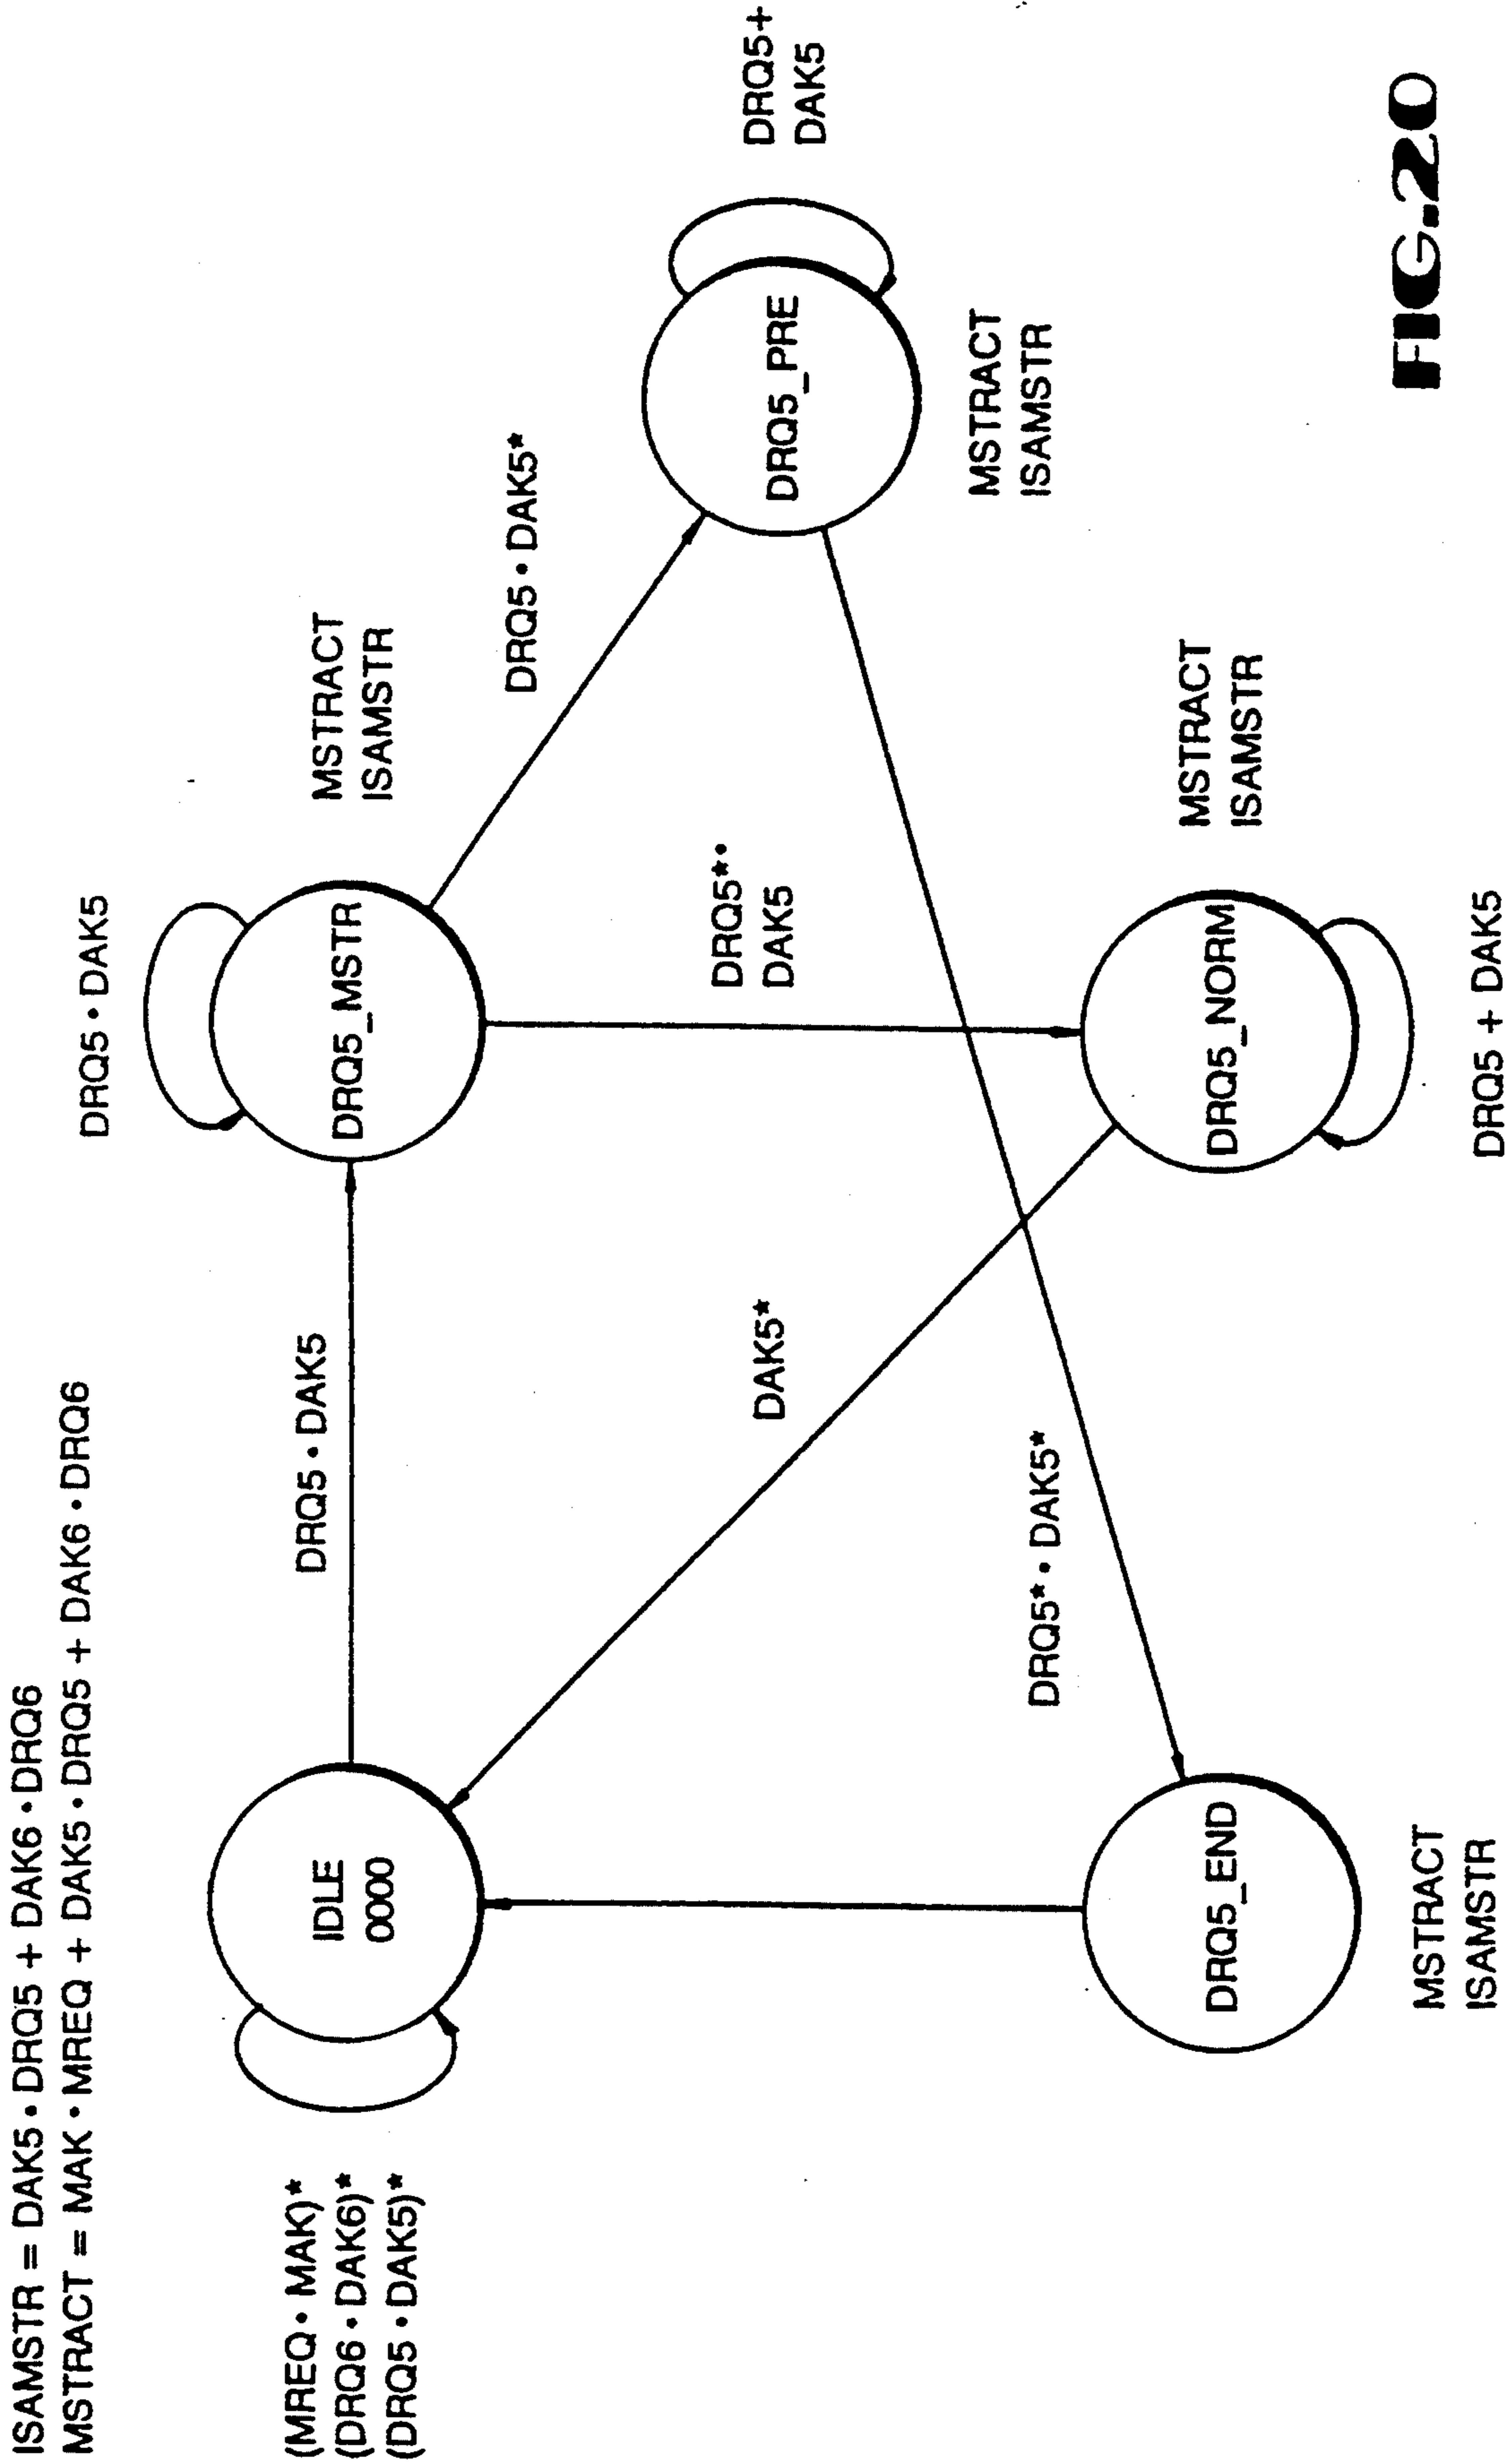 ISAMSTR = DAK5 • DRQ5 + DAK6 • DRQ6
MSTRACT = MAK • MREQ + DAK5 • DRQ5 + DAK6 • DRQ6
(MREQ • MAK)*
(DRQ6 • DAK6)*
(DRQ5 • DAK5)*
IDLE
0000
DRQ5 • DAK5
DRQ5 • DAK5
DRQ5_MSTR
MSTRACT
ISAMSTR
DRQ5 • DAK5*
DRQ5_PRE
DRQ5+
DAK5
MSTRACT
ISAMSTR
DRQ5* •
DAK5
DAK5*
DRQ5* • DAK5*
DRQ5_END
MSTRACT
ISAMSTR
DRQ5_NORM
MSTRACT
ISAMSTR
DRQ5 + DAK5
FIG.20